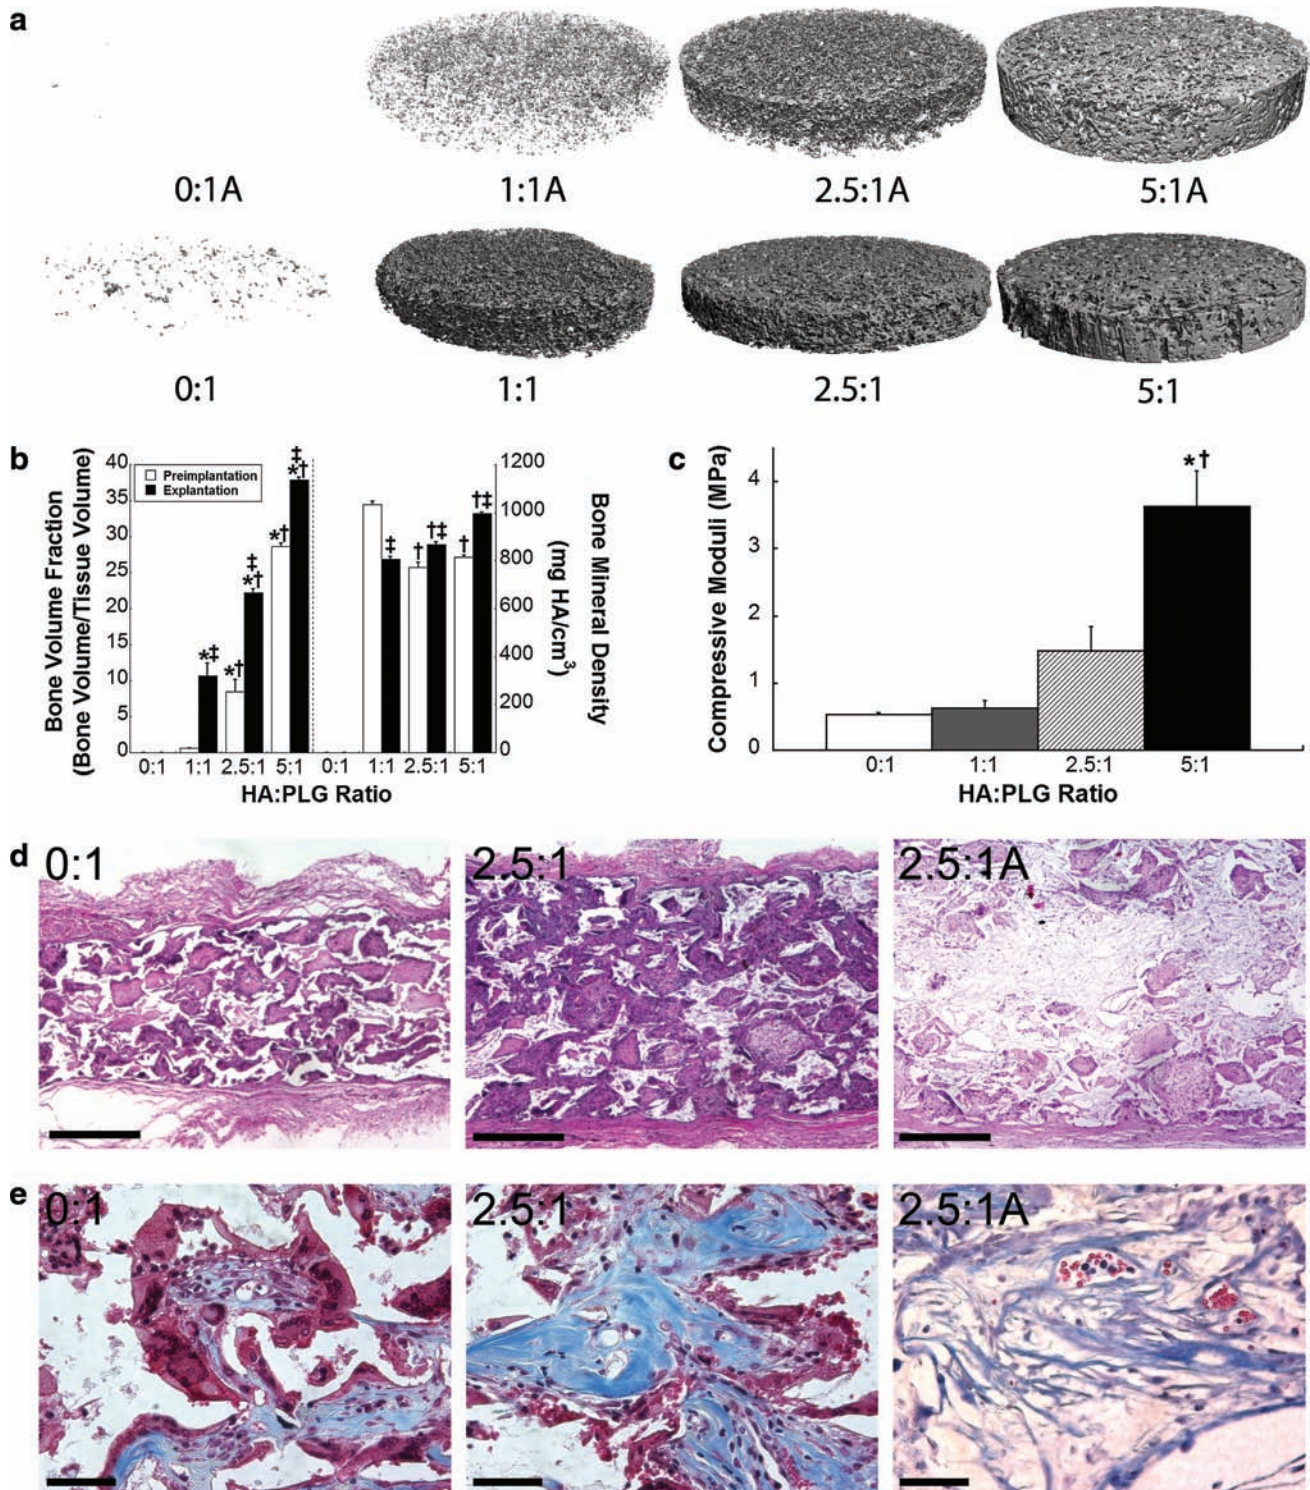 a
0:1A
1:1A
2.5:1A
5:1A
0:1
1:1
2.5:1
5:1
b
Bone Volume Fraction
(Bone Volume/Tissue Volume)
40
35
30
25
20
15
10
5
0
Preimplantation
Explantation
*‡
*†
‡
*†
*†
‡
*†
‡
†
†‡
†
†‡
1200
1000
800
600
400
200
0
Bone Mineral Density
(mg HA/cm³)
0:1 1:1 2.5:1 5:1 0:1 1:1 2.5:1 5:1
HA:PLG Ratio
c
Compressive Moduli (MPa)
4
3
2
1
0
*†
0:1 1:1 2.5:1 5:1
HA:PLG Ratio
d
0:1
2.5:1
2.5:1A
e
0:1
2.5:1
2.5:1A